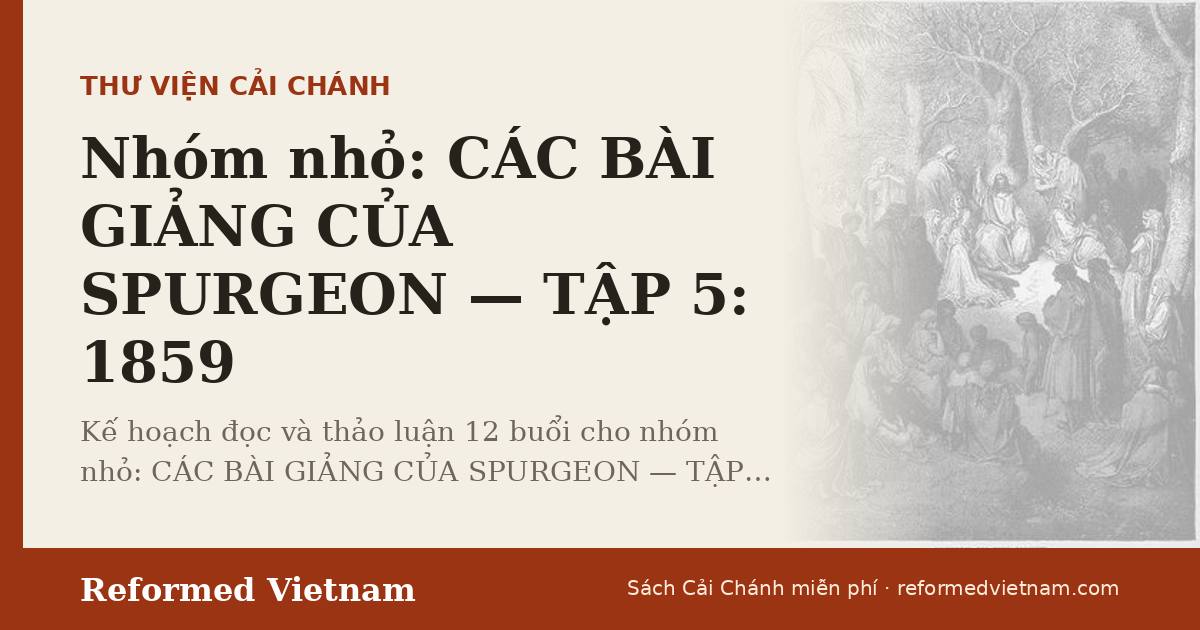 THƯ VIỆN CẢI CHÁNH
Nhóm nhỏ: CÁC BÀI
GIẢNG CỦA
SPURGEON — TẬP 5:
1859
Kế hoạch đọc và thảo luận 12 buổi cho nhóm
nhỏ: CÁC BÀI GIẢNG CỦA SPURGEON — TẬP...
Reformed Vietnam
Sách Cải Chánh miễn phí · reformedvietnam.com